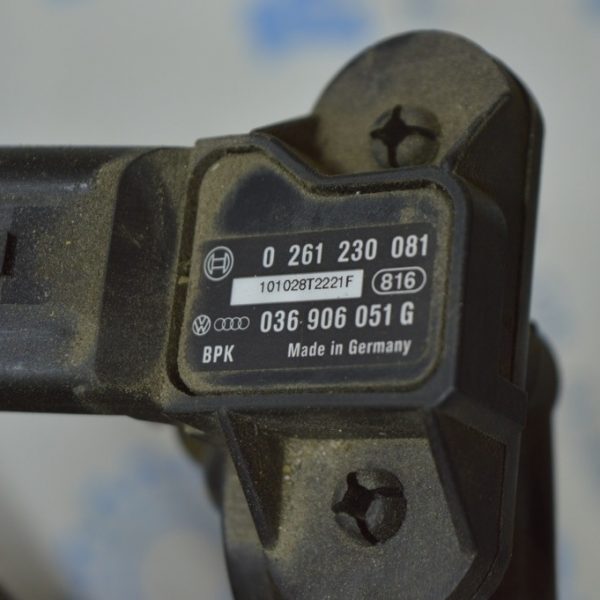 0 261 230 081
101028T2221F 816
036 906 051 G
BPK Made in Germany